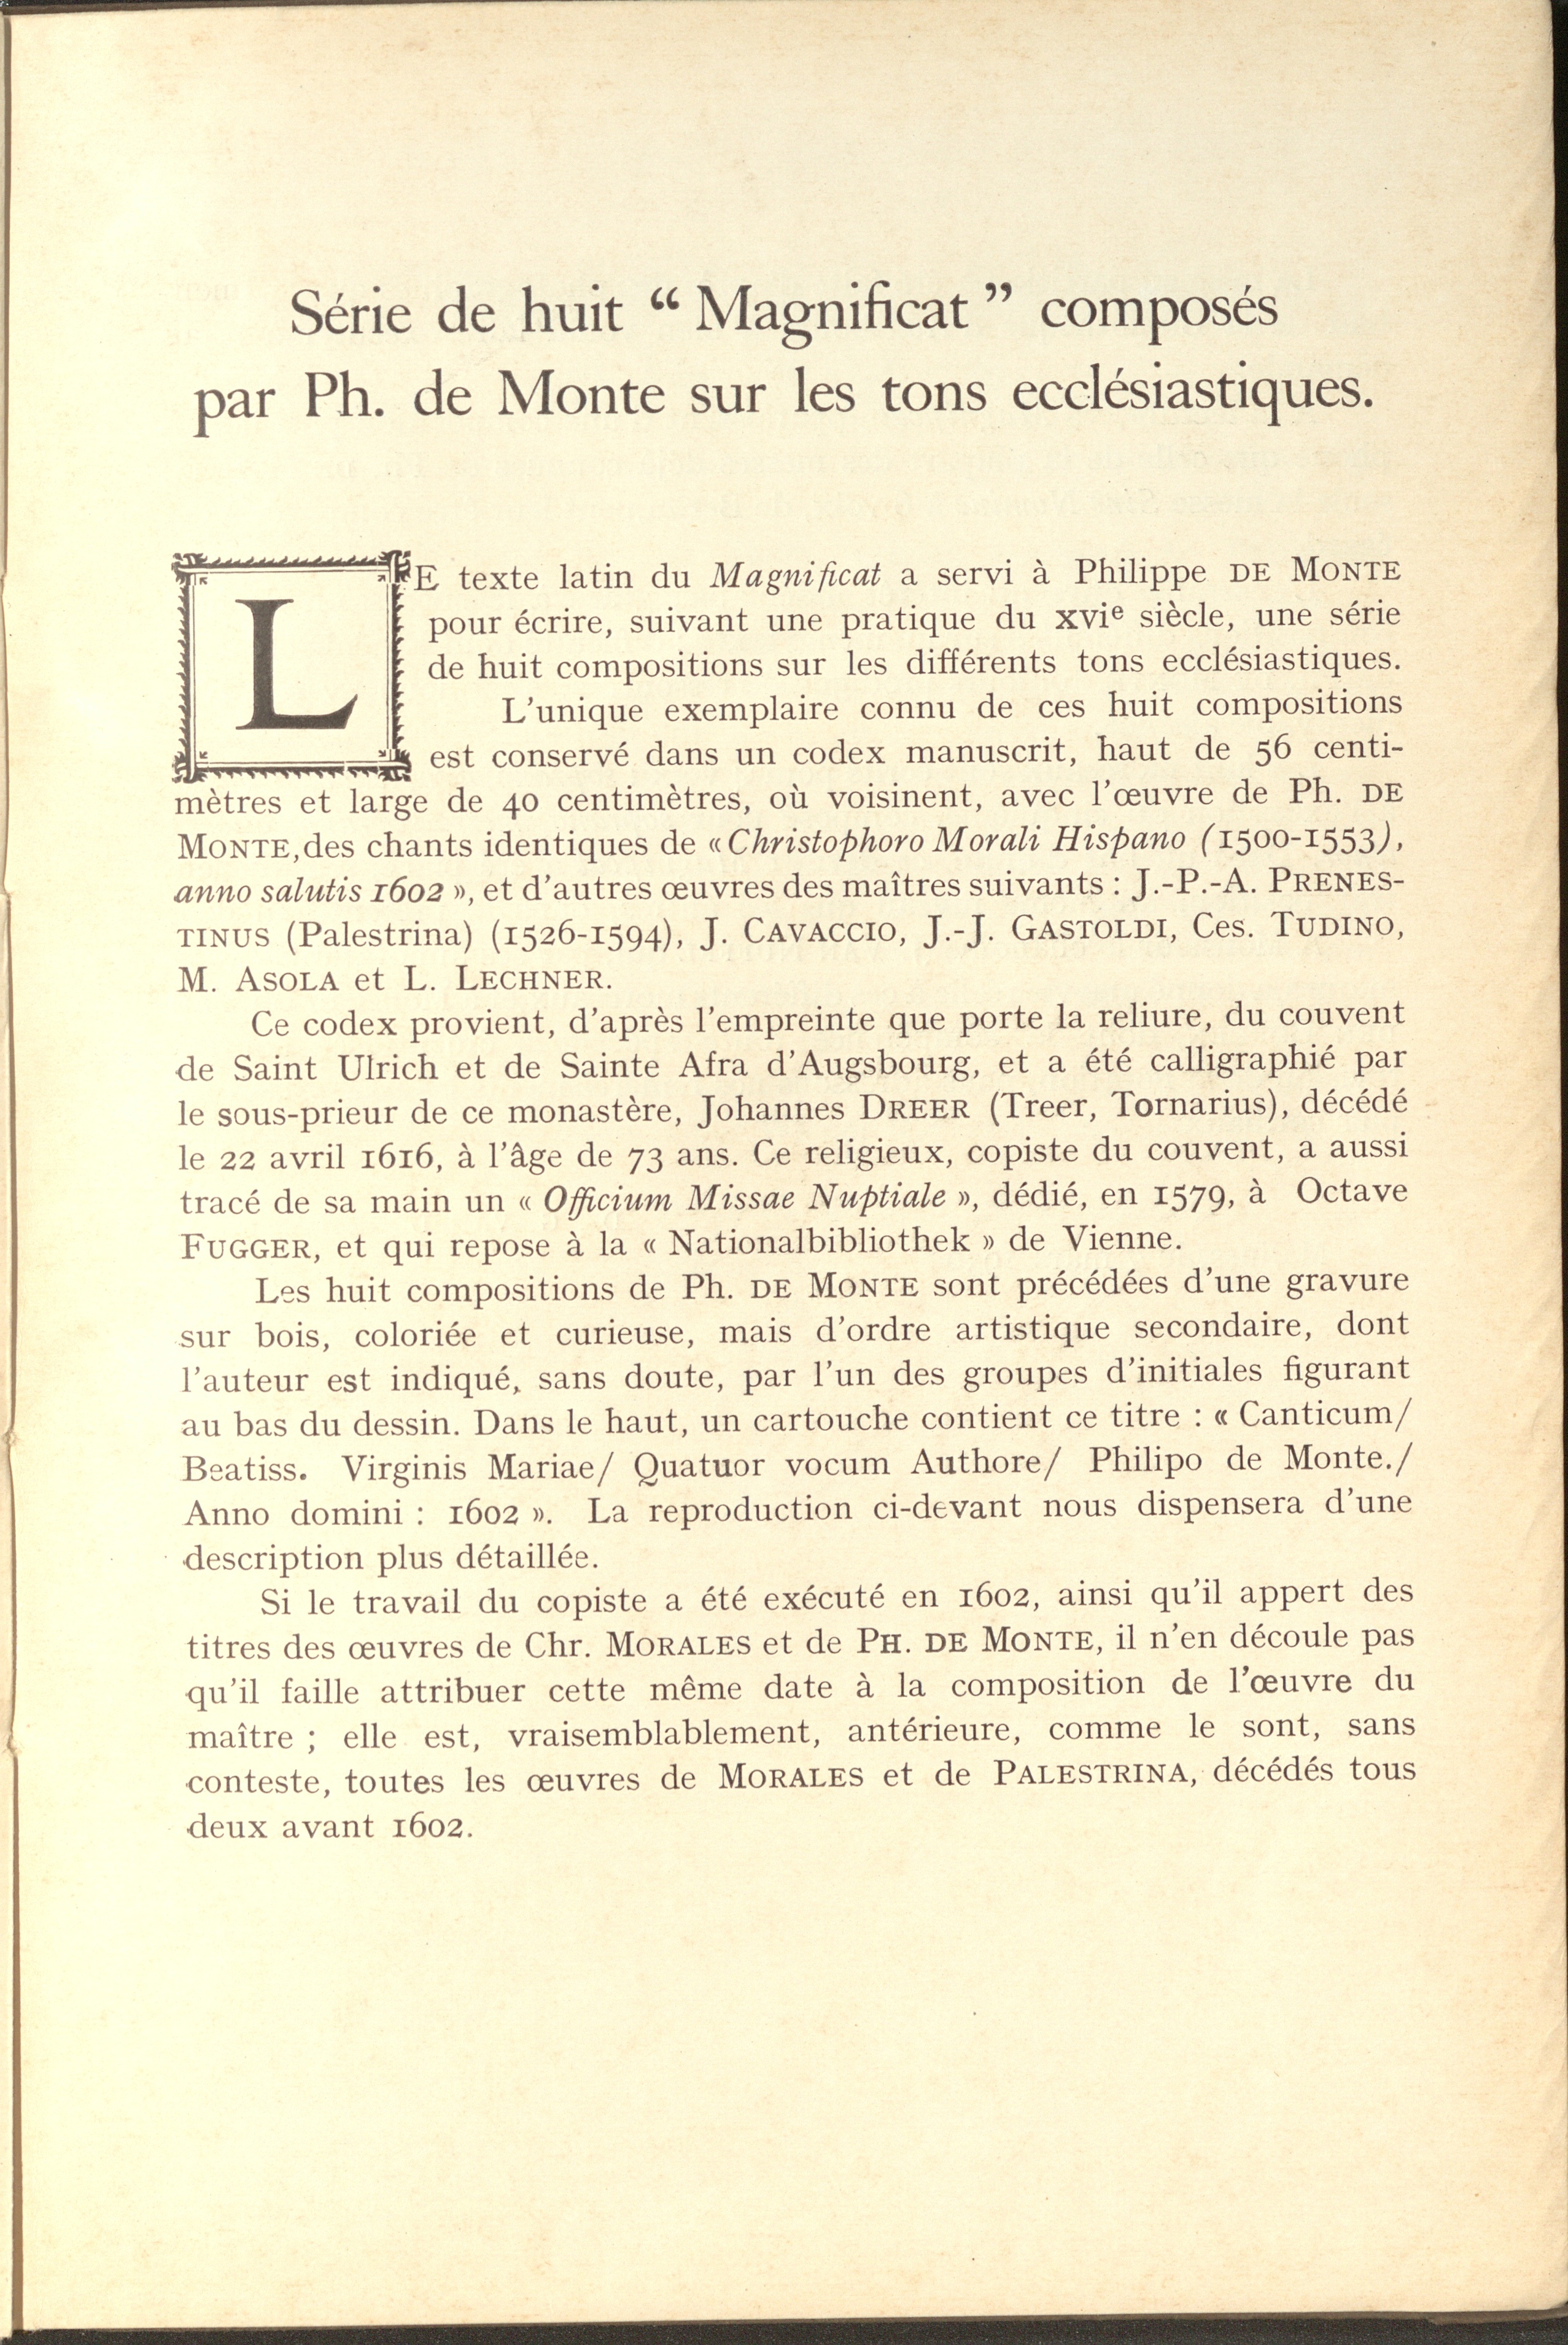 Série de huit “ Magnificat ” composés
par Ph. de Monte sur les tons ecclésiastiques.
LE texte latin du Magnificat a servi à Philippe DE MONTE
pour écrire, suivant une pratique du XVIe siècle, une série
de huit compositions sur les différents tons ecclésiastiques.
L'unique exemplaire connu de ces huit compositions
est conservé dans un codex manuscrit, haut de 56 centi-
mètres et large de 40 centimètres, où voisinent, avec l'œuvre de Ph. DE
MONTE, des chants identiques de « Christophoro Morali Hispano (1500-1553),
anno salutis 1602 », et d'autres œuvres des maîtres suivants : J.-P.-A. PRENES-
TINUS (Palestrina) (1526-1594), J. CAVACCIO, J.-J. GASTOLDI, Ces. TUDINO,
M. ASOLA et L. LECHNER.
Ce codex provient, d'après l'empreinte que porte la reliure, du couvent
de Saint Ulrich et de Sainte Afra d'Augsbourg, et a été calligraphié par
le sous-prieur de ce monastère, Johannes DREER (Treer, Tornarius), décédé
le 22 avril 1616, à l'âge de 73 ans. Ce religieux, copiste du couvent, a aussi
tracé de sa main un « Officium Missae Nuptiale », dédié, en 1579, à Octave
FUGGER, et qui repose à la « Nationalbibliothek » de Vienne.
Les huit compositions de Ph. DE MONTE sont précédées d'une gravure
sur bois, coloriée et curieuse, mais d'ordre artistique secondaire, dont
l'auteur est indiqué, sans doute, par l'un des groupes d'initiales figurant
au bas du dessin. Dans le haut, un cartouche contient ce titre : « Canticum/
Beatiss. Virginis Mariae/ Quatuor vocum Authore/ Philipo de Monte./
Anno domini : 1602 ». La reproduction ci-devant nous dispensera d'une
description plus détaillée.
Si le travail du copiste a été exécuté en 1602, ainsi qu'il appert des
titres des œuvres de Chr. MORALES et de PH. DE MONTE, il n'en découle pas
qu'il faille attribuer cette même date à la composition de l'œuvre du
maître ; elle est, vraisemblablement, antérieure, comme le sont, sans
conteste, toutes les œuvres de MORALES et de PALESTRINA, décédés tous
deux avant 1602.